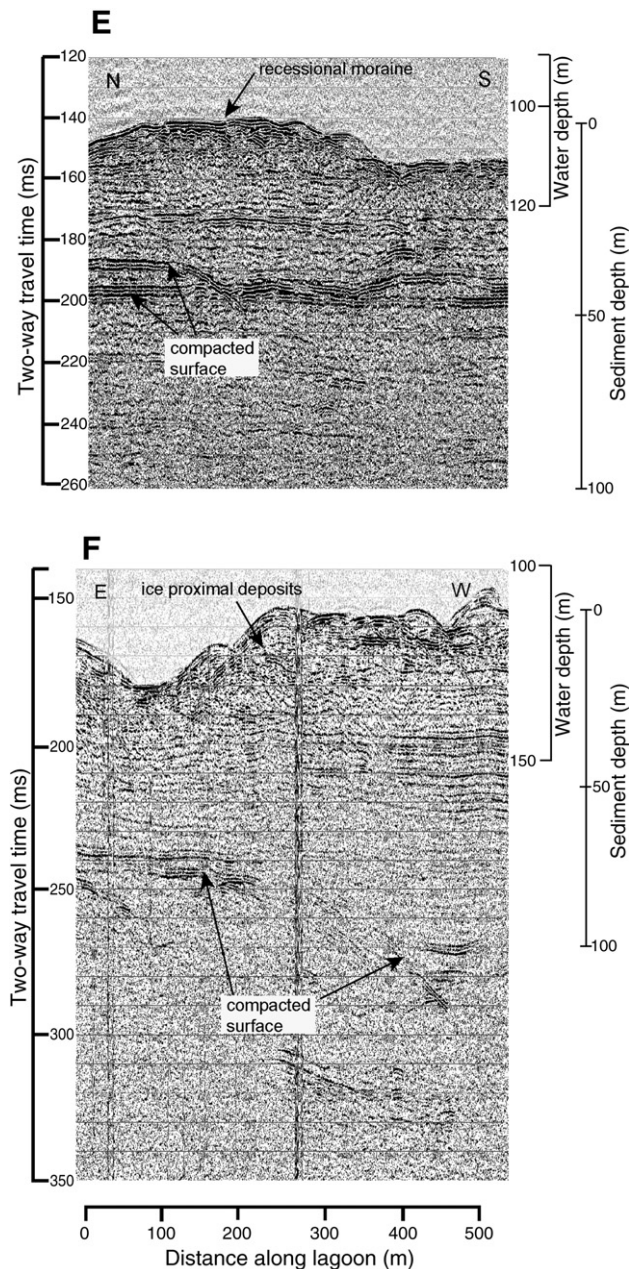 E
N
S
recessional moraine
compacted
surface
120
140
160
180
200
220
240
260
Two-way travel time (ms)
100
120
Water depth (m)
0
50
100
Sediment depth (m)
F
E
W
ice proximal deposits
compacted
surface
150
200
250
300
350
Two-way travel time (ms)
100
150
Water depth (m)
0
50
100
Sediment depth (m)
0 100 200 300 400 500
Distance along lagoon (m)